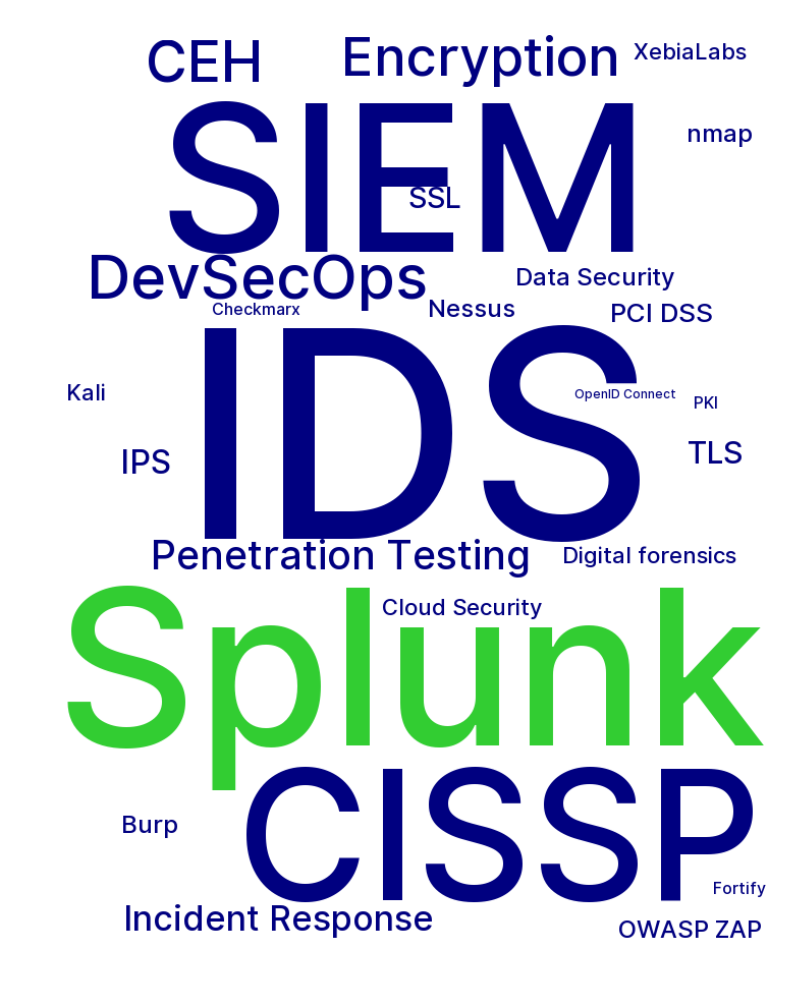 CEH Encryption XebiaLabs
SIEM
nmap
SSL
DevSecOps Data Security
Checkmarx Nessus PCI DSS
IDS
Kali OpenID Connect PKI
IPS TLS
Penetration Testing Digital forensics
Cloud Security
Splunk
CISSP
Burp
Fortify
Incident Response OWASP ZAP